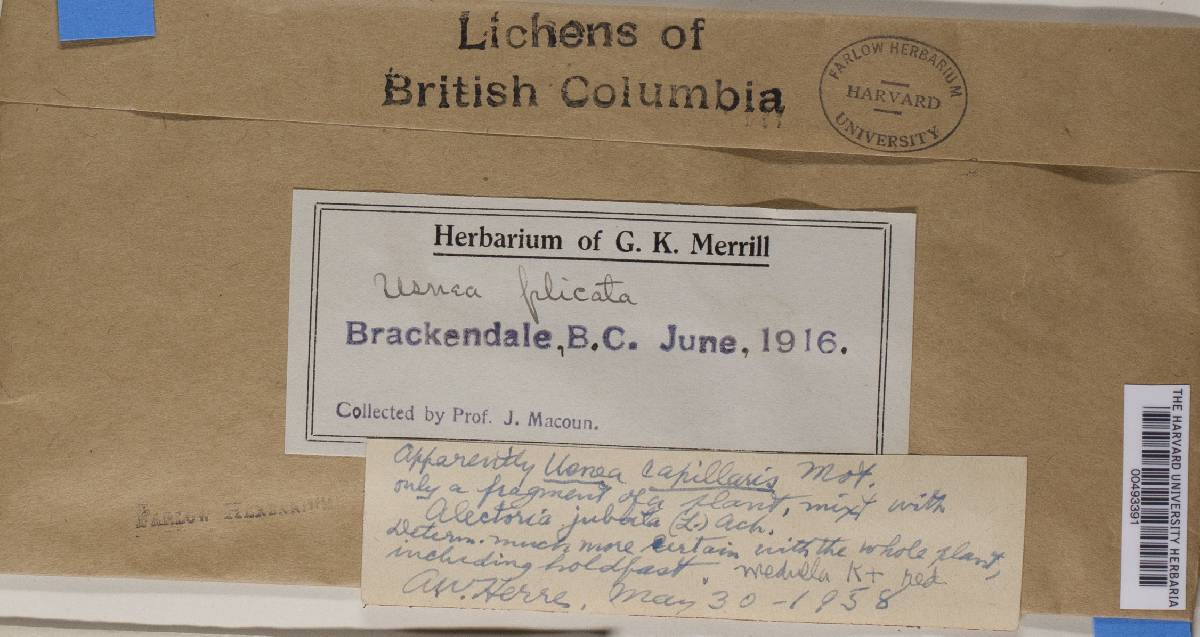 Lichens of
British Columbia
FARLOW HERBARIUM
HARVARD
UNIVERSITY
Herbarium of G. K. Merrill
Usnea plicata
Brackendale, B.C. June, 1916.
Collected by Prof. J. Macoun.
Apparently Usnea capillaris Mot.
only a fragment of a plant, mixt with
Alectoria jubata (L.) Ach.
Determ. much more certain with the whole plant,
including holdfast. Medulla K+ red
A.W. Herre, May 30 - 1958
FARLOW HERBARIUM
THE HARVARD UNIVERSITY HERBARIA
00493391